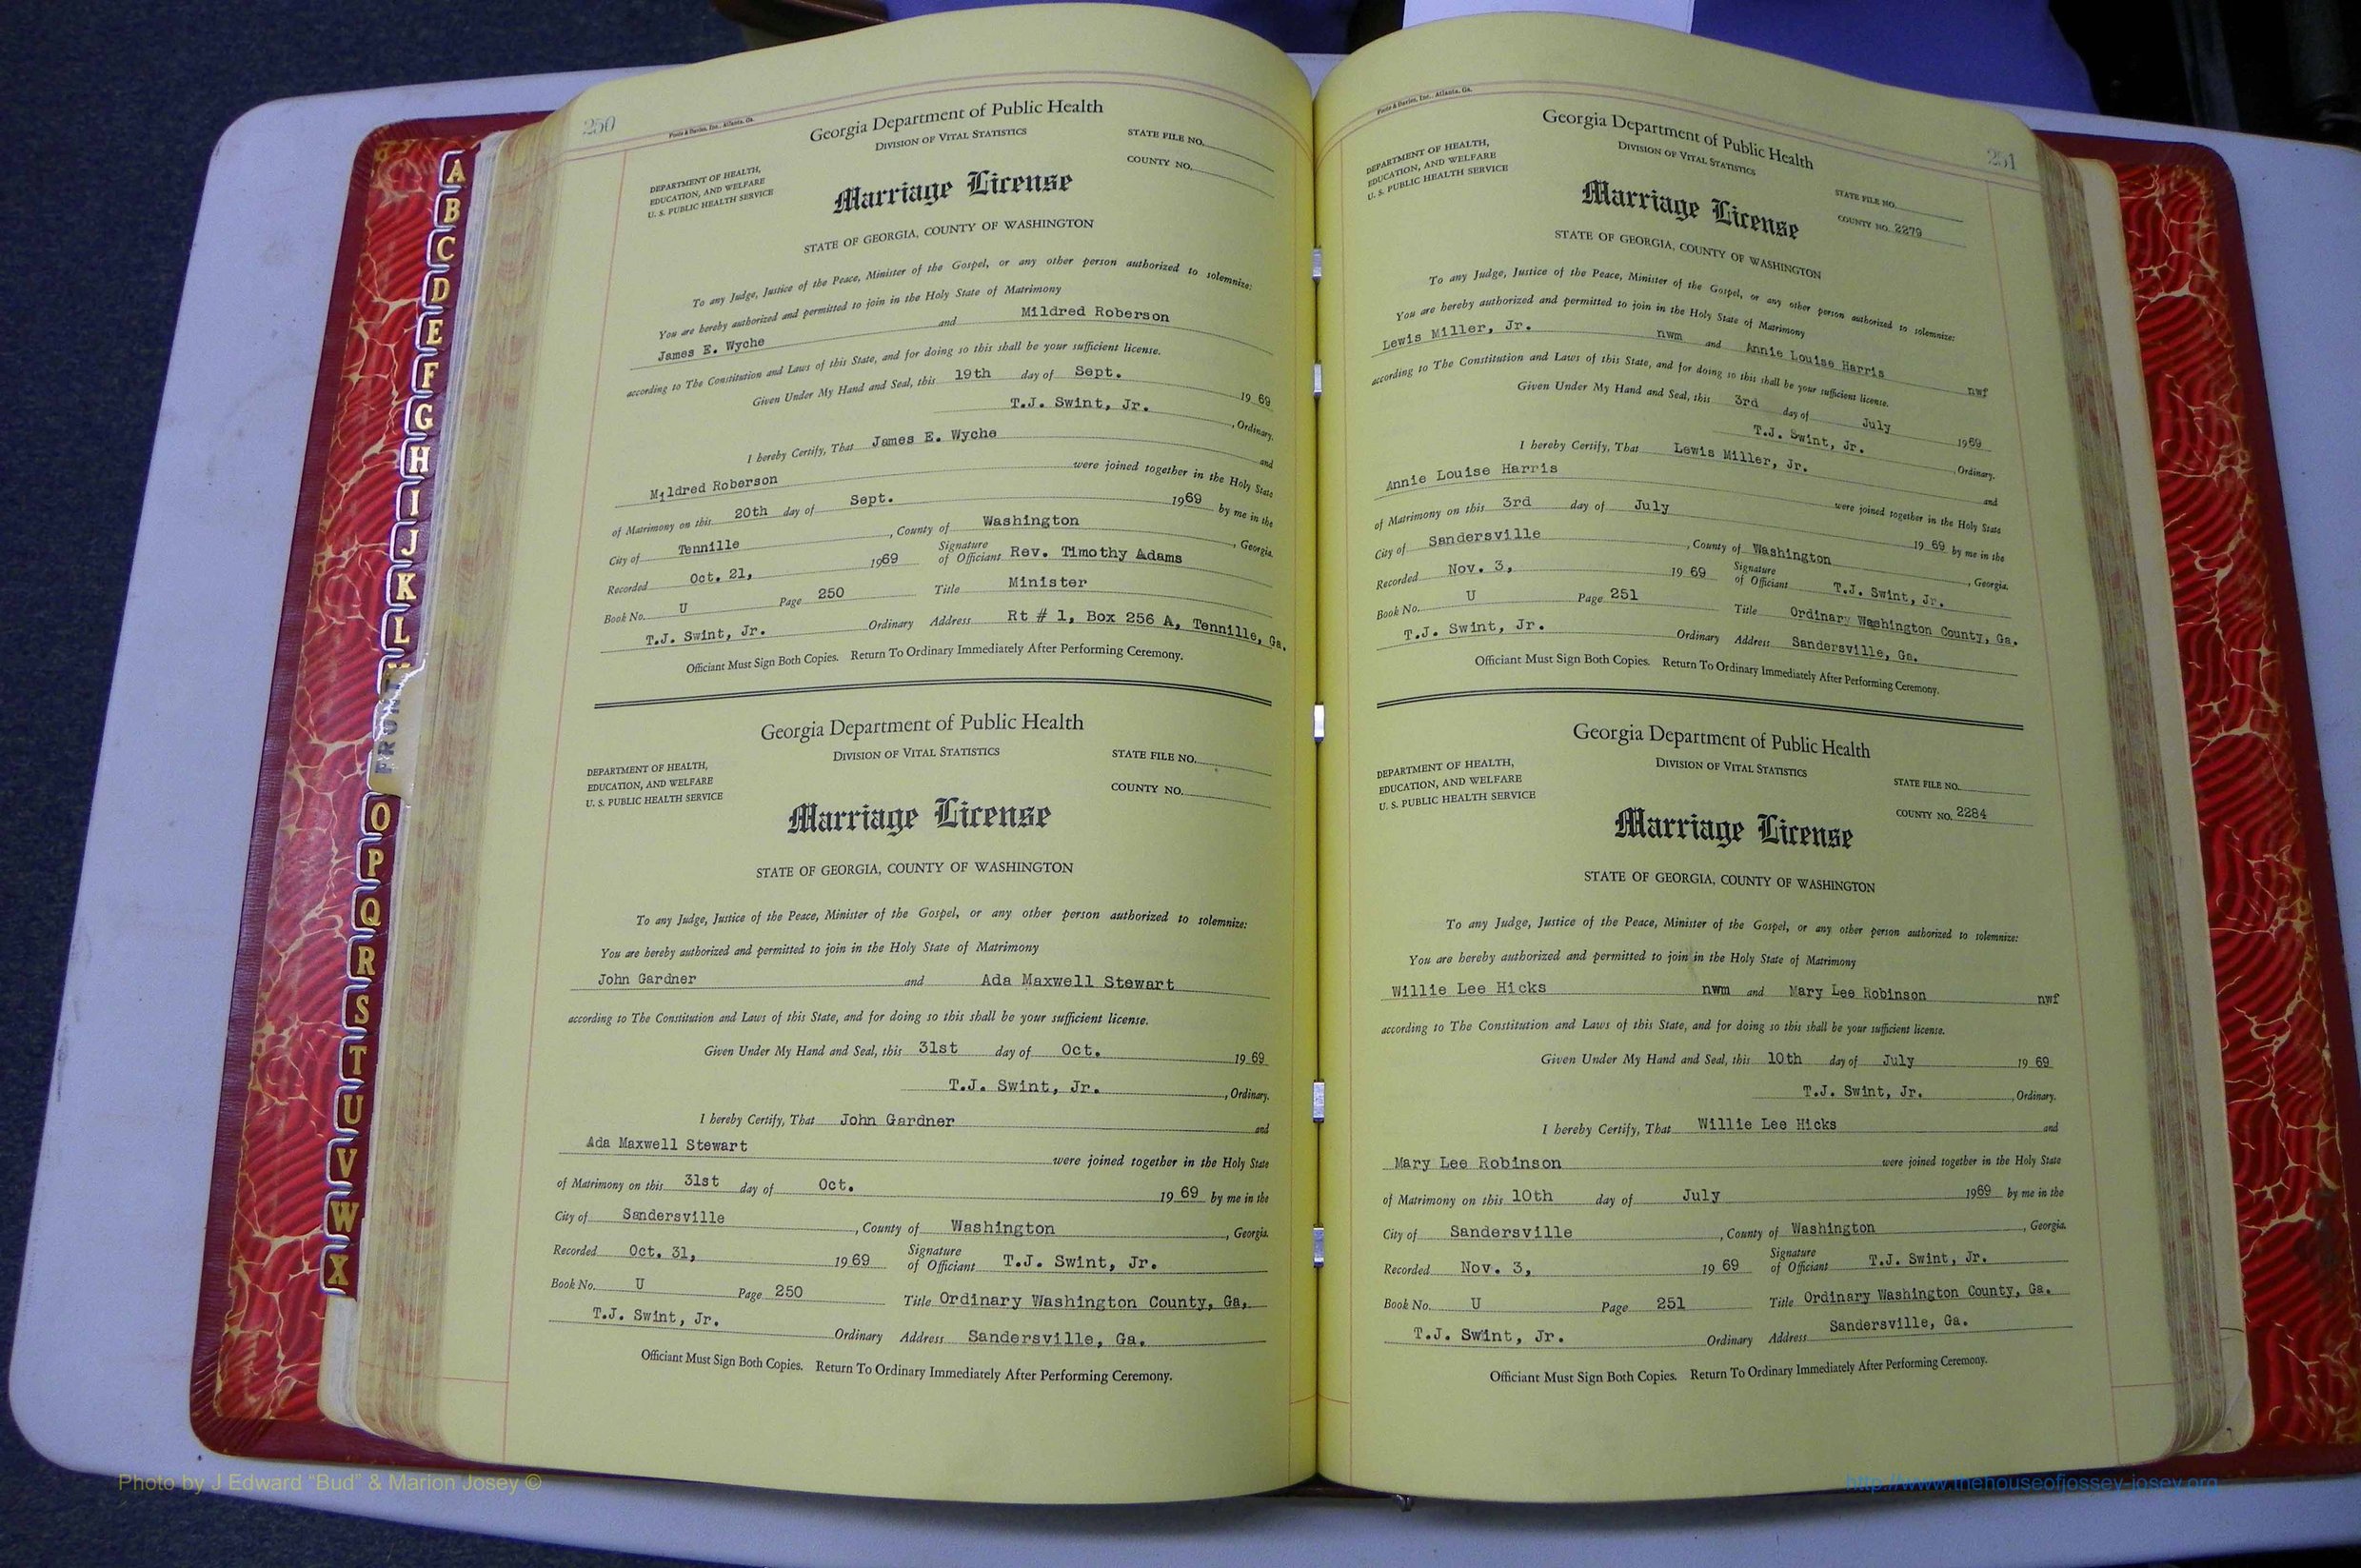 A
B
C
D
E
F
G
H
I
J
K
L
FRONT
O
P
Q
R
S
T
U
V
W
X
250
Foote & Davies, Inc., Atlanta, Ga.
Georgia Department of Public Health
DIVISION OF VITAL STATISTICS
STATE FILE NO.
COUNTY NO.
DEPARTMENT OF HEALTH,
EDUCATION, AND WELFARE
U. S. PUBLIC HEALTH SERVICE
Marriage License
STATE OF GEORGIA, COUNTY OF WASHINGTON
To any Judge, Justice of the Peace, Minister of the Gospel, or any other person authorized to solemnize:
You are hereby authorized and permitted to join in the Holy State of Matrimony
James E. Wyche and Mildred Roberson
according to The Constitution and Laws of this State, and for doing so this shall be your sufficient license.
Given Under My Hand and Seal, this 19th day of Sept. 19 69
T.J. Swint, Jr. , Ordinary.
I hereby Certify, That James E. Wyche and
Mildred Roberson were joined together in the Holy State
of Matrimony on this 20th day of Sept. 1969 by me in the
City of Tennille , County of Washington , Georgia.
Recorded Oct. 21, 1969 Signature of Officiant Rev. Timothy Adams
Book No. U Page 250 Title Minister
T.J. Swint, Jr. Ordinary Address Rt # 1, Box 256 A, Tennille, Ga.
Officiant Must Sign Both Copies. Return To Ordinary Immediately After Performing Ceremony.
Georgia Department of Public Health
DIVISION OF VITAL STATISTICS
STATE FILE NO.
COUNTY NO.
DEPARTMENT OF HEALTH,
EDUCATION, AND WELFARE
U. S. PUBLIC HEALTH SERVICE
Marriage License
STATE OF GEORGIA, COUNTY OF WASHINGTON
To any Judge, Justice of the Peace, Minister of the Gospel, or any other person authorized to solemnize:
You are hereby authorized and permitted to join in the Holy State of Matrimony
John Gardner and Ada Maxwell Stewart
according to The Constitution and Laws of this State, and for doing so this shall be your sufficient license.
Given Under My Hand and Seal, this 31st day of Oct. 19 69
T.J. Swint, Jr. , Ordinary.
I hereby Certify, That John Gardner and
Ada Maxwell Stewart were joined together in the Holy State
of Matrimony on this 31st day of Oct. 19 69 by me in the
City of Sandersville , County of Washington , Georgia.
Recorded Oct. 31, 19 69 Signature of Officiant T.J. Swint, Jr.
Book No. U Page 250 Title Ordinary Washington County, Ga.
T.J. Swint, Jr. Ordinary Address Sandersville, Ga.
Officiant Must Sign Both Copies. Return To Ordinary Immediately After Performing Ceremony.
251
Foote & Davies, Inc., Atlanta, Ga.
Georgia Department of Public Health
DIVISION OF VITAL STATISTICS
STATE FILE NO.
COUNTY NO. 2279
DEPARTMENT OF HEALTH,
EDUCATION, AND WELFARE
U. S. PUBLIC HEALTH SERVICE
Marriage License
STATE OF GEORGIA, COUNTY OF WASHINGTON
To any Judge, Justice of the Peace, Minister of the Gospel, or any other person authorized to solemnize:
You are hereby authorized and permitted to join in the Holy State of Matrimony
Lewis Miller, Jr. nwm and Annie Louise Harris nwf
according to The Constitution and Laws of this State, and for doing so this shall be your sufficient license.
Given Under My Hand and Seal, this 3rd day of July 1969
T.J. Swint, Jr. , Ordinary.
I hereby Certify, That Lewis Miller, Jr. and
Annie Louise Harris were joined together in the Holy State
of Matrimony on this 3rd day of July 19 69 by me in the
City of Sandersville , County of Washington , Georgia.
Recorded Nov. 3, 19 69 Signature of Officiant T.J. Swint, Jr.
Book No. U Page 251 Title Ordinary Washington County, Ga.
T.J. Swint, Jr. Ordinary Address Sandersville, Ga.
Officiant Must Sign Both Copies. Return To Ordinary Immediately After Performing Ceremony.
Georgia Department of Public Health
DIVISION OF VITAL STATISTICS
STATE FILE NO.
COUNTY NO. 2284
DEPARTMENT OF HEALTH,
EDUCATION, AND WELFARE
U. S. PUBLIC HEALTH SERVICE
Marriage License
STATE OF GEORGIA, COUNTY OF WASHINGTON
To any Judge, Justice of the Peace, Minister of the Gospel, or any other person authorized to solemnize:
You are hereby authorized and permitted to join in the Holy State of Matrimony
Willie Lee Hicks nwm and Mary Lee Robinson nwf
according to The Constitution and Laws of this State, and for doing so this shall be your sufficient license.
Given Under My Hand and Seal, this 10th day of July 19 69
T.J. Swint, Jr. , Ordinary.
I hereby Certify, That Willie Lee Hicks and
Mary Lee Robinson were joined together in the Holy State
of Matrimony on this 10th day of July 1969 by me in the
City of Sandersville , County of Washington , Georgia.
Recorded Nov. 3, 19 69 Signature of Officiant T.J. Swint, Jr.
Book No. U Page 251 Title Ordinary Washington County, Ga.
T.J. Swint, Jr. Ordinary Address Sandersville, Ga.
Officiant Must Sign Both Copies. Return To Ordinary Immediately After Performing Ceremony.
Photo by J Edward "Bud" & Marion Josey ©
http://www.thehouseofjossey-josey.org